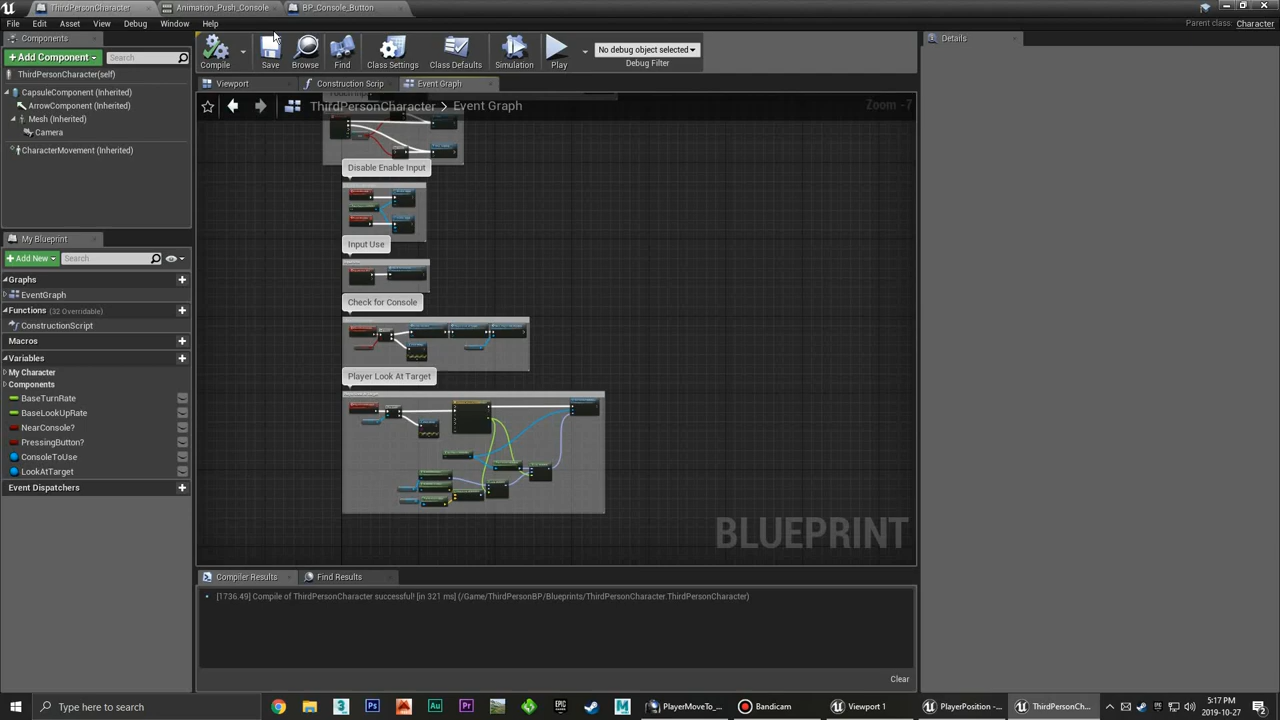 ThirdPersonCharacter
Animation_Push_Console
BP_Console_Button
File Edit Asset View Debug Window Help
Parent class: Character
Components
+Add Component
Search
ThirdPersonCharacter(self)
CapsuleComponent (Inherited)
ArrowComponent (Inherited)
Mesh (Inherited)
Camera
CharacterMovement (Inherited)
Compile
Save
Browse
Find
Class Settings
Class Defaults
Simulation
Play
No debug object selected
Debug Filter
Details
Viewport
Construction Scrip
Event Graph
ThirdPersonCharacter > Event Graph
Zoom -7
Disable Enable Input
Input Use
Check for Console
Player Look At Target
BLUEPRINT
My Blueprint
+Add New
Search
Graphs
EventGraph
Functions (32 Overridable)
ConstructionScript
Macros
Variables
My Character
Components
BaseTurnRate
BaseLookUpRate
NearConsole?
PressingButton?
ConsoleToUse
LookAtTarget
Event Dispatchers
Compiler Results
Find Results
[1736.49] Compile of ThirdPersonCharacter successful! [in 321 ms] (/Game/ThirdPersonBP/Blueprints/ThirdPersonCharacter.ThirdPersonCharacter)
Clear
Type here to search
PlayerMoveTo_...
Bandicam
Viewport 1
PlayerPosition -...
ThirdPersonCh...
5:17 PM
2019-10-27